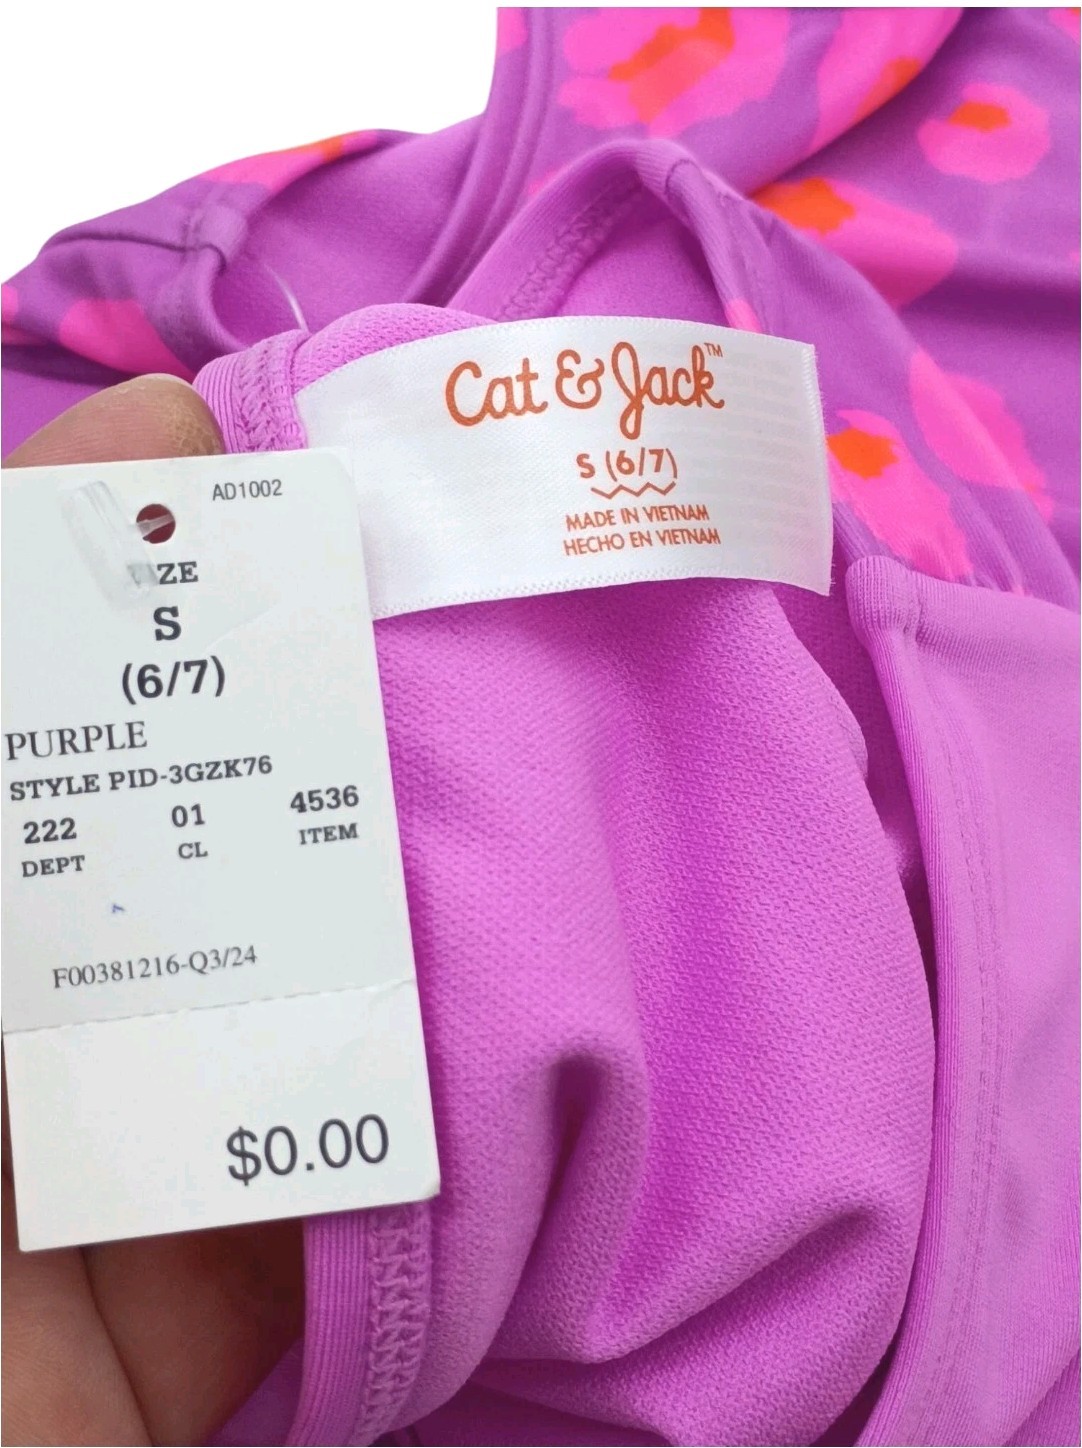 Cat & Jack™
S (6/7)
MADE IN VIETNAM
HECHO EN VIETNAM
AD1002
ZE
S
(6/7)
PURPLE
STYLE PID-3GZK76
222 01 4536
DEPT CL ITEM
F00381216-Q3/24
$0.00